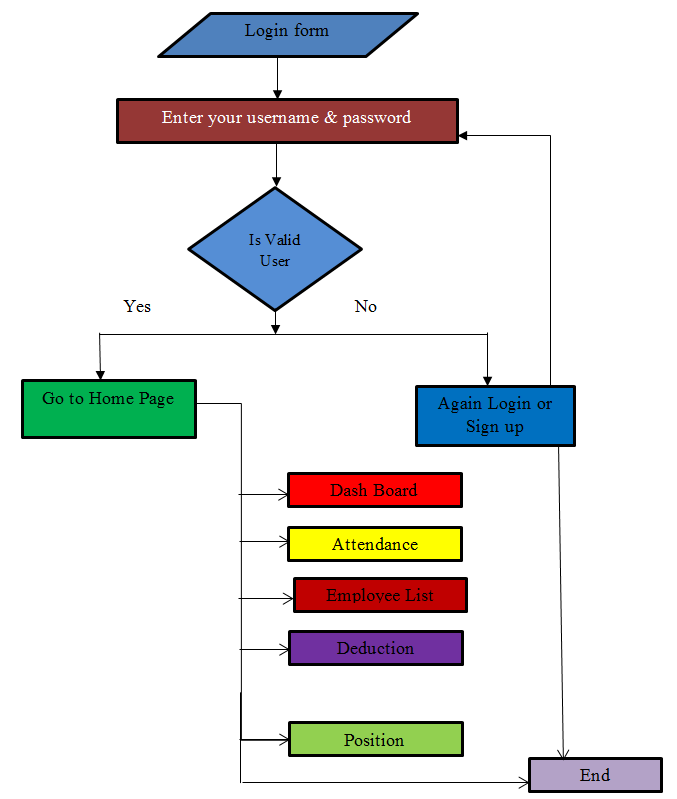 Login form
Enter your username & password
Is Valid
User
Yes
No
Go to Home Page
Again Login or
Sign up
Dash Board
Attendance
Employee List
Deduction
Position
End